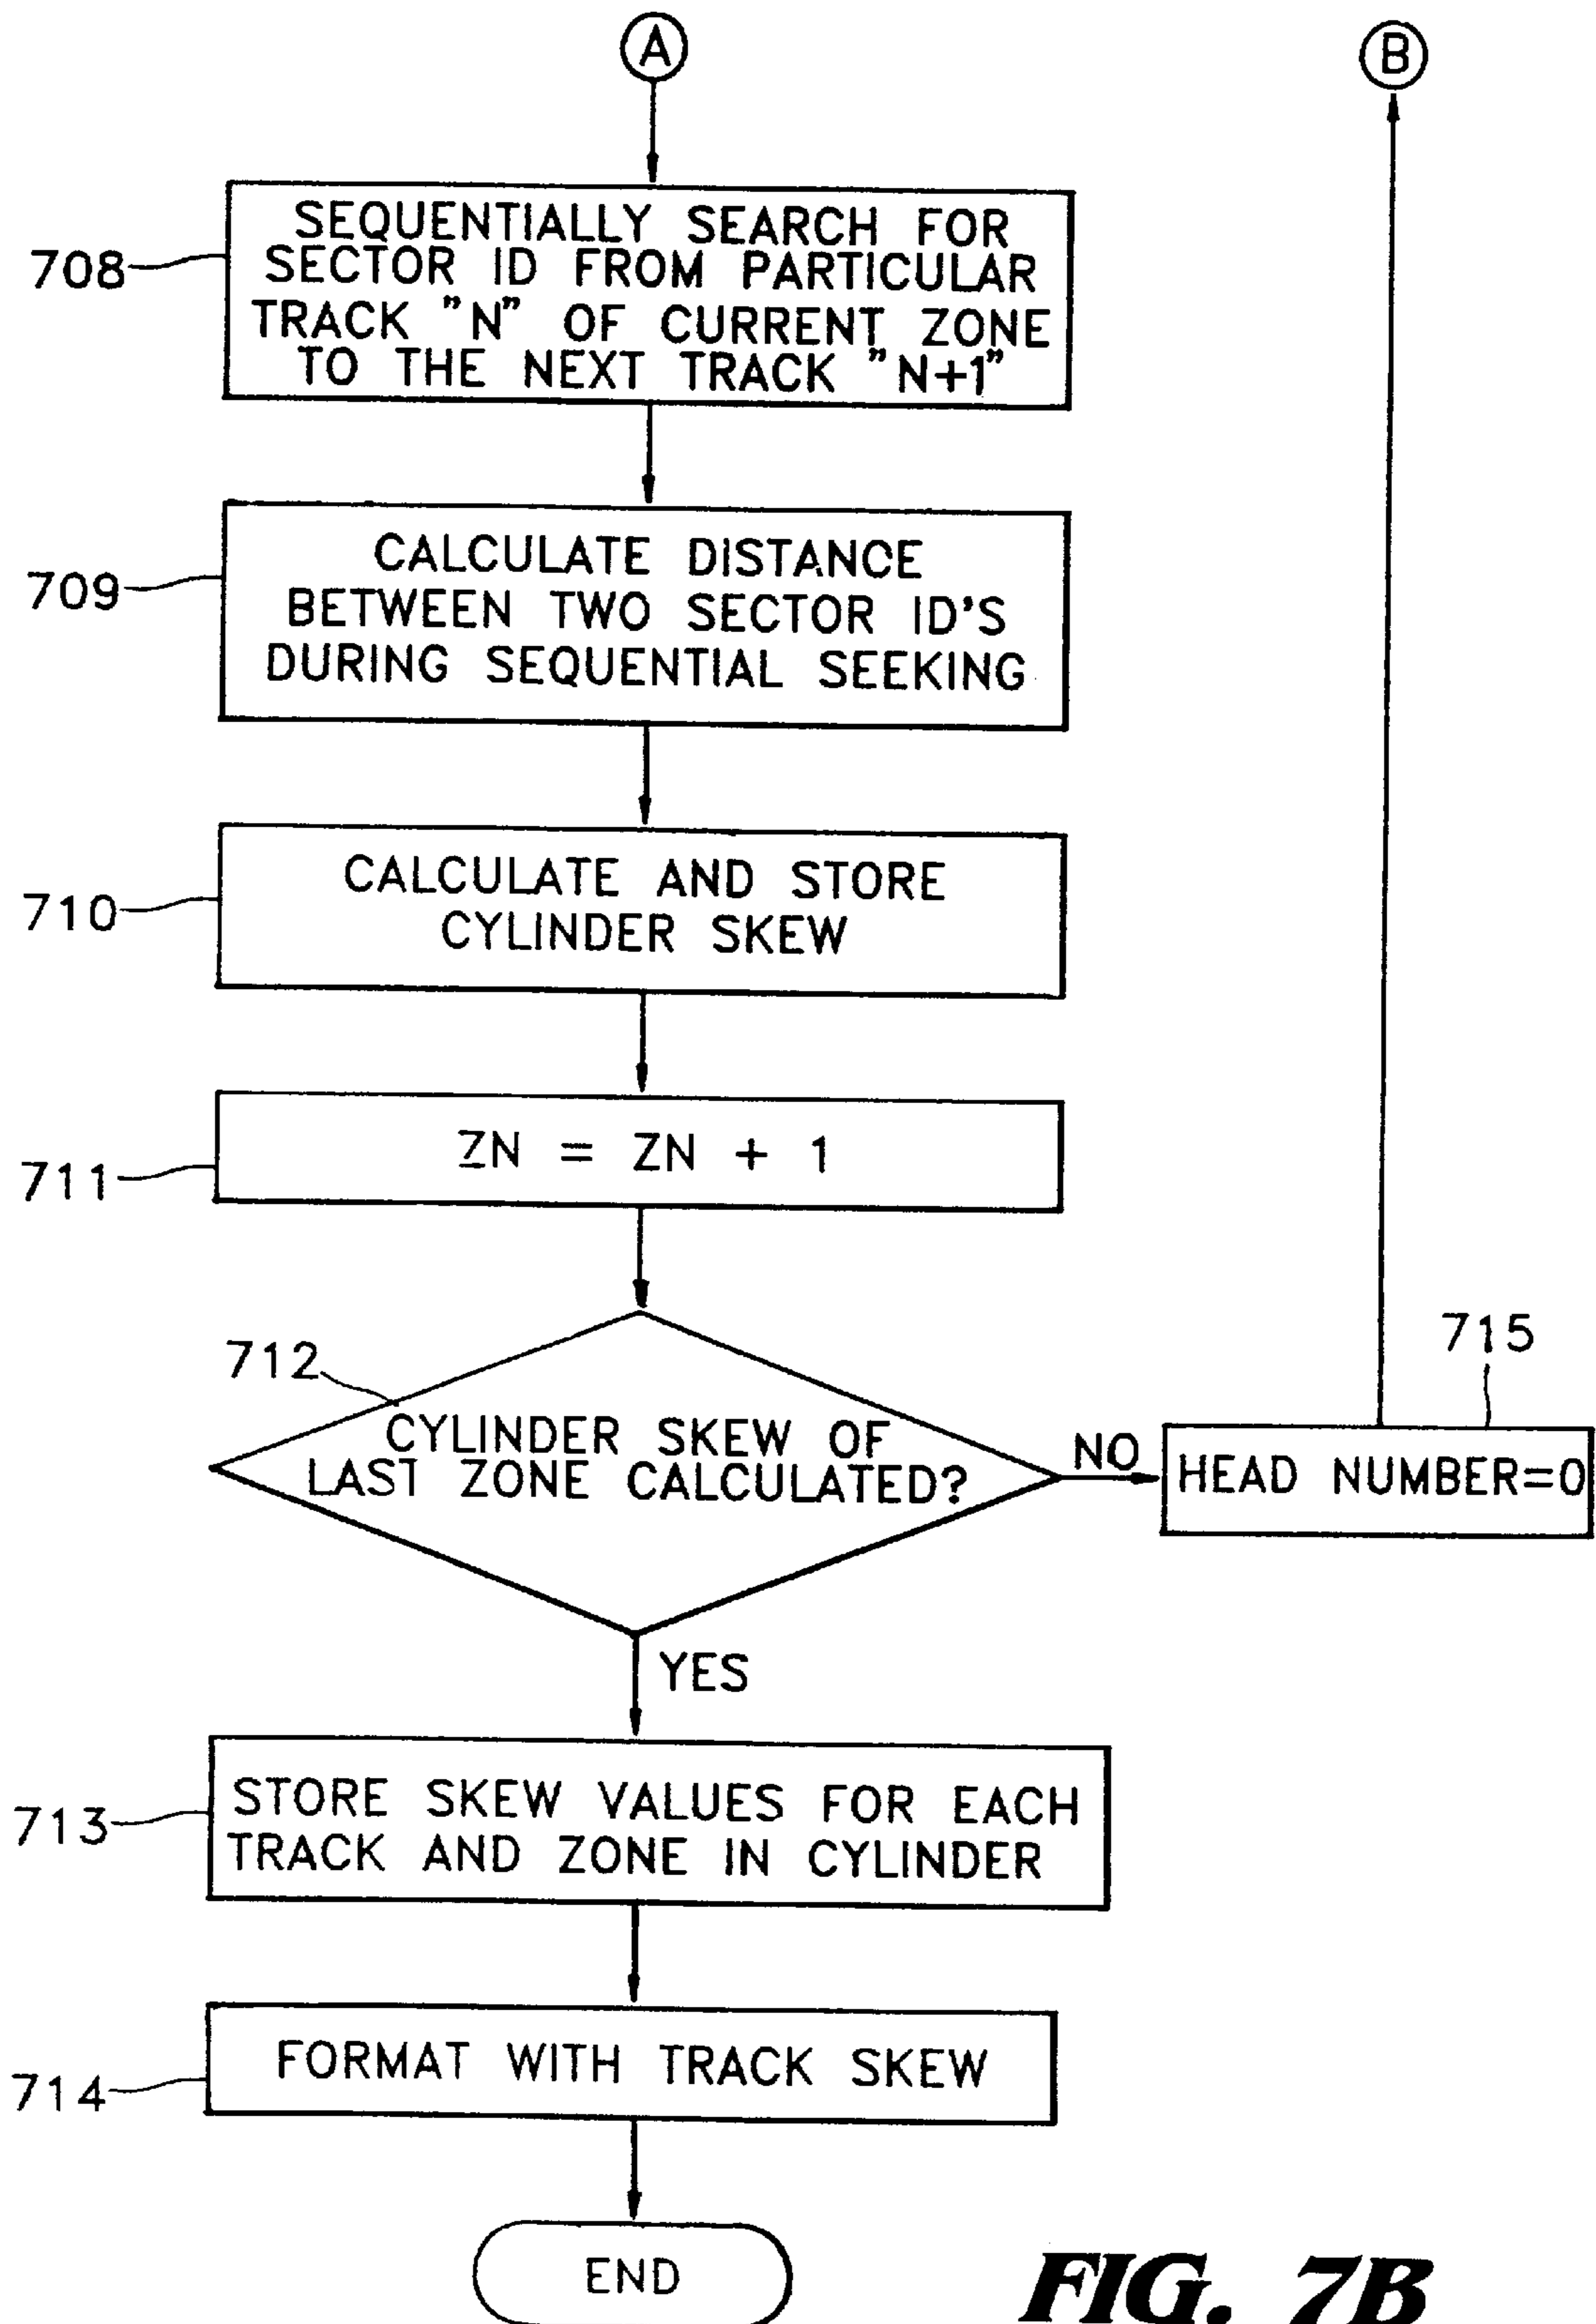 A
B
708
SEQUENTIALLY SEARCH FOR
SECTOR ID FROM PARTICULAR
TRACK "N" OF CURRENT ZONE
TO THE NEXT TRACK "N+1"
709
CALCULATE DISTANCE
BETWEEN TWO SECTOR ID'S
DURING SEQUENTIAL SEEKING
710
CALCULATE AND STORE
CYLINDER SKEW
711
ZN = ZN + 1
712
CYLINDER SKEW OF
LAST ZONE CALCULATED?
NO
715
HEAD NUMBER=0
YES
713
STORE SKEW VALUES FOR EACH
TRACK AND ZONE IN CYLINDER
714
FORMAT WITH TRACK SKEW
END
FIG. 7B